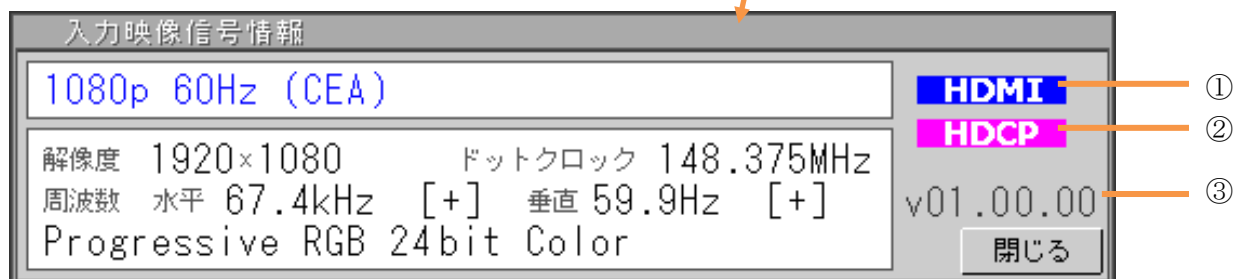 入力映像信号情報
1080p 60Hz (CEA)
HDMI ①
HDCP ②
解像度 1920×1080 ドットクロック 148.375MHz
周波数 水平 67.4kHz [+] 垂直 59.9Hz [+]
v01.00.00 ③
Progressive RGB 24bit Color
閉じる